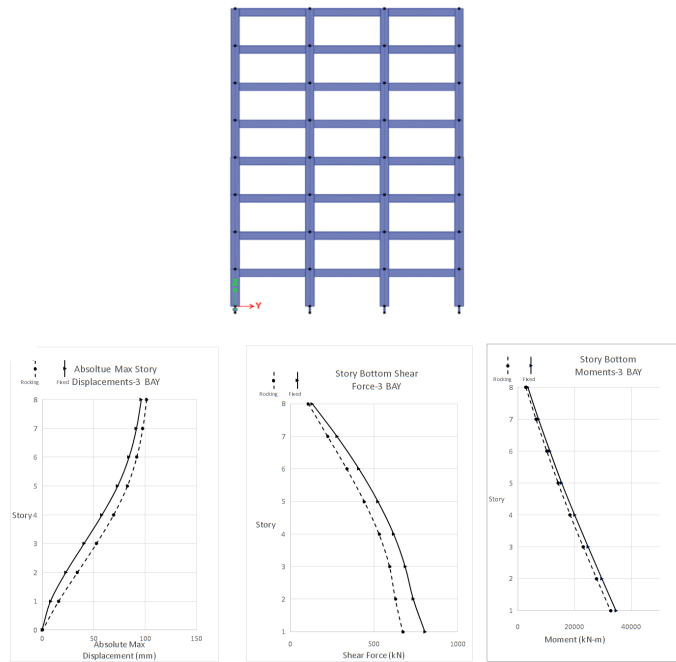 Y
Absoltue Max Story
Displacements-3 BAY
Rocking
Fixed
8
7
6
5
Story 4
3
2
1
0
0
50
100
150
Absolute Max
Displacement (mm)
Story Bottom Shear
Force-3 BAY
Rocking
Fixed
8
7
6
5
4
Story
3
2
1
0
500
1000
Shear Force (kN)
Story Bottom
Moments-3 BAY
Rocking
Fixed
8
7
6
5
Story
4
3
2
1
0
20000
40000
Moment (kN-m)